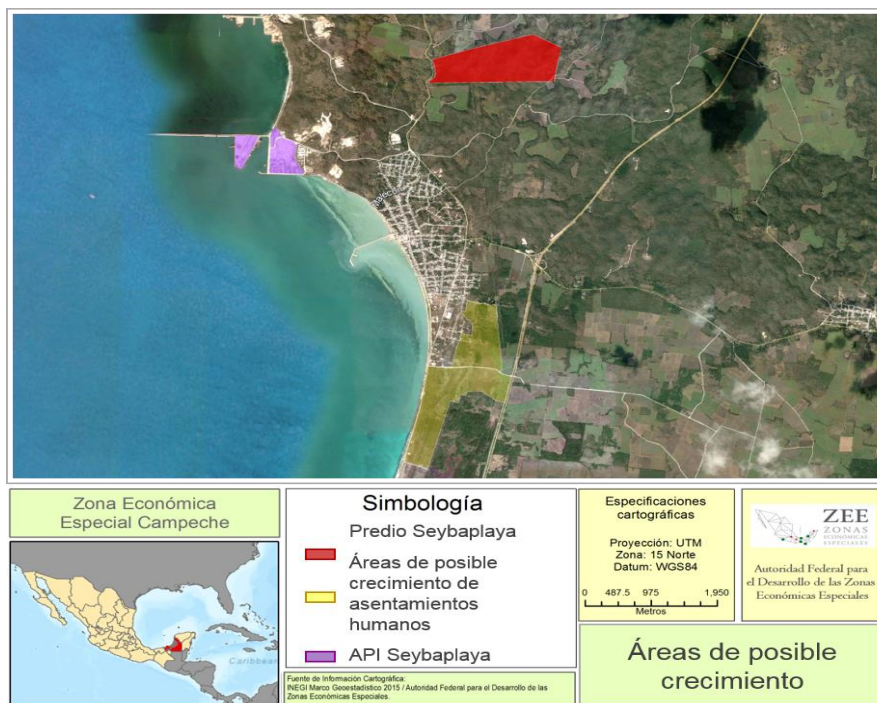 Zona Económica
Especial Campeche
Caribbean
Simbología
Predio Seybaplaya
Áreas de posible
crecimiento de
asentamientos
humanos
API Seybaplaya
Fuente de Información Cartográfica:
INEGI Marco Geoestadístico 2015 / Autoridad Federal para el Desarrollo de las
Zonas Económicas Especiales.
Especificaciones
cartográficas
Proyección: UTM
Zona: 15 Norte
Datum: WGS84
0 487.5 975 1,950
Metros
ZEE
ZONAS
ECONÓMICAS
ESPECIALES
Autoridad Federal para
el Desarrollo de las Zonas
Económicas Especiales
Áreas de posible
crecimiento